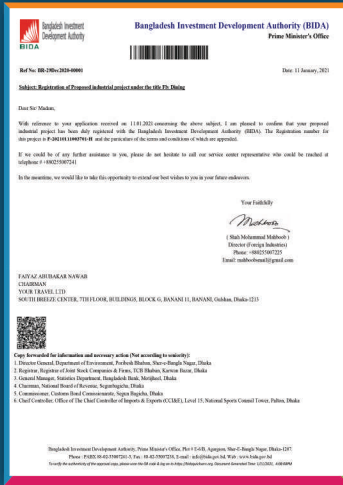 Bangladesh Investment
Development Authority
BIDA
Bangladesh Investment Development Authority (BIDA)
Prime Minister's Office
Ref No: BR-29Dec2020-00001
Date: 11 January, 2021
Subject: Registration of Proposed industrial project under the title Fly Dining
Dear Sir/ Madam,
With reference to your application received on 11.01.2021 concerning the above subject, I am pleased to confirm that your proposed
industrial project has been duly registered with the Bangladesh Investment Development Authority (BIDA). The Registration number for
this project is and the particulars of the terms and conditions of which are appended.
If we could be of any further assistance to you, please do not hesitate to call our service center representative who could be reached at
telephone # +880255007241
In the meantime, we would like to take this opportunity to extend our best wishes to you in your future endeavors.
Your Faithfully
( Shah Mohammad Mahboob )
Director (Foreign Industries)
Phone: +880255007225
Email: mahboobsmail@gmail.com
FAIYAZ ABUBAKAR NAWAB
CHAIRMAN
YOUR TRAVEL LTD
SOUTH BREEZE CENTER, 7TH FLOOR, BUILDING5, BLOCK G, BANANI 11, BANANI, Gulshan, Dhaka-1213
Copy forwarded for information and necessary action (Not according to seniority):
1. Director General, Department of Environment, Poribesh Bhaban, Sher-e-Bangla Nagar, Dhaka
2. Registrar, Registrar of Joint Stock Companies & Firms, TCB Bhaban, Karwan Bazar, Dhaka
3. General Manager, Statistics Department, Bangladesh Bank, Motijheel, Dhaka
4. Chairman, National Board of Revenue, Segunbagicha, Dhaka
5. Commissioner, Customs Bond Commissionerate, Segun Bagicha, Dhaka
6. Chief Controller, Office of The Chief Controller of Imports & Exports (CCI&E), Level 15, National Sports Council Tower, Paltan, Dhaka
Bangladesh Investment Development Authority, Prime Minister's Office, Plot # E-6/B, Agargaon, Sher-E-Bangla Nagar, Dhaka-1207.